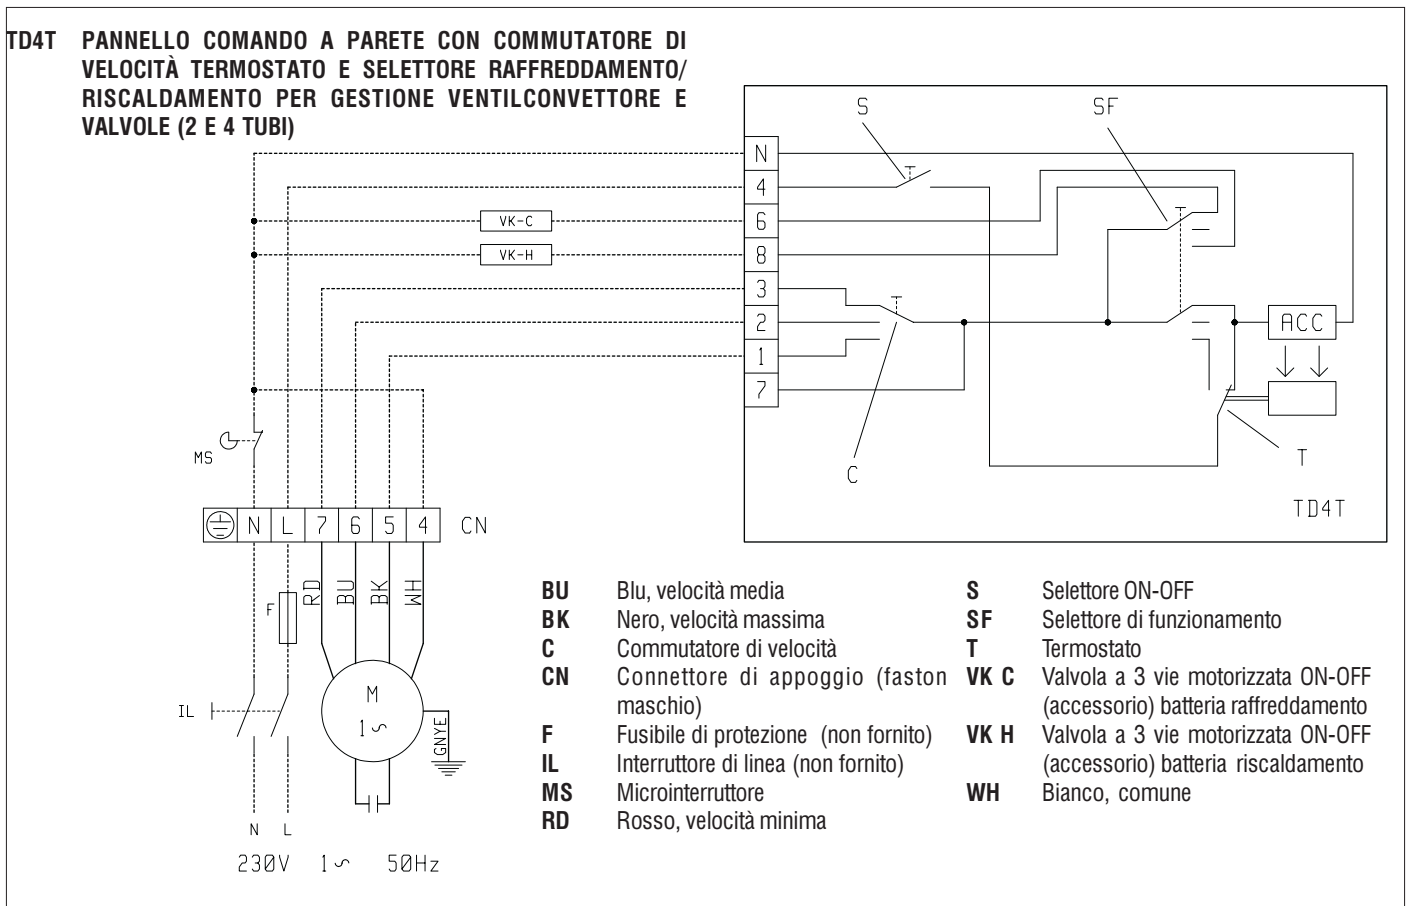 TD4T PANNELLO COMANDO A PARETE CON COMMUTATORE DI
VELOCITÀ TERMOSTATO E SELETTORE RAFFREDDAMENTO/
RISCALDAMENTO PER GESTIONE VENTILCONVETTORE E
VALVOLE (2 E 4 TUBI)
S
SF
N
4
6
8
3
2
1
7
VK-C
VK-H
ACC
C
T
TD4T
MS
N L 7 6 5 4 CN
RD BU BK WH
F
M
1~
GNYE
IL
N L
230V 1~ 50Hz
BU Blu, velocità media
BK Nero, velocità massima
C Commutatore di velocità
CN Connettore di appoggio (faston
maschio)
F Fusibile di protezione (non fornito)
IL Interruttore di linea (non fornito)
MS Microinterruttore
RD Rosso, velocità minima
S Selettore ON-OFF
SF Selettore di funzionamento
T Termostato
VK C Valvola a 3 vie motorizzata ON-OFF
(accessorio) batteria raffreddamento
VK H Valvola a 3 vie motorizzata ON-OFF
(accessorio) batteria riscaldamento
WH Bianco, comune